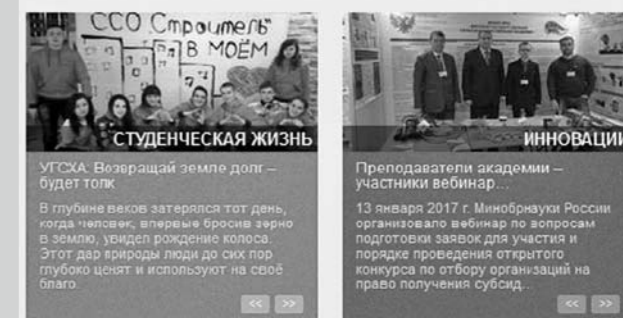 ССО "Строитель"
В МОЁМ
СТУДЕНЧЕСКАЯ ЖИЗНЬ
УГСХА: Возвращай земле долг –
будет толк
В глубине веков затерялся тот день,
когда человек, впервые бросив зерно
в землю, увидел рождение колоса.
Этот дар природы люди до сих пор
глубоко ценят и используют на своё
благо.
<< >>
ИННОВАЦИИ
Преподаватели академии –
участники вебинар...
13 января 2017 г. Минобрнауки России
организовало вебинар по вопросам
подготовки заявок для участия и
порядке проведения открытого
конкурса по отбору организаций на
право получения субсид...
<< >>